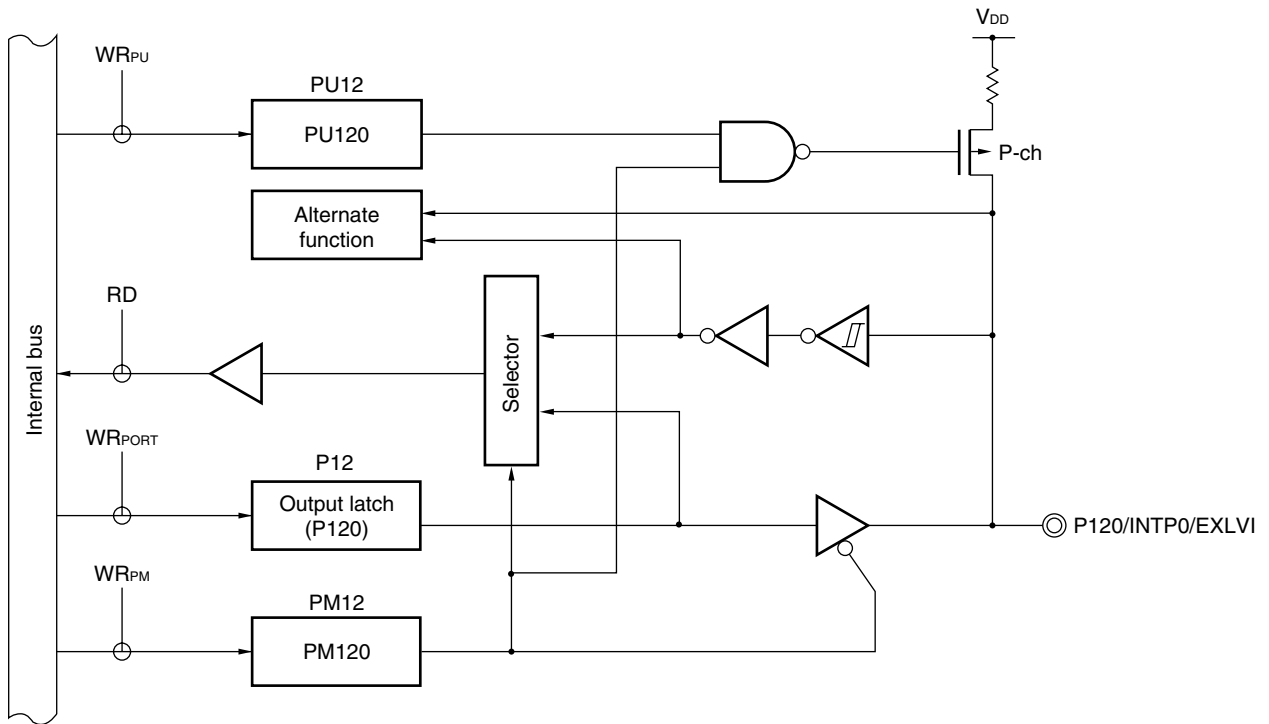 VDD
WRPU
PU12
PU120
P-ch
Alternate
function
RD
Internal bus
Selector
WRPORT
P12
Output latch
(P120)
P120/INTP0/EXLVI
WRPM
PM12
PM120